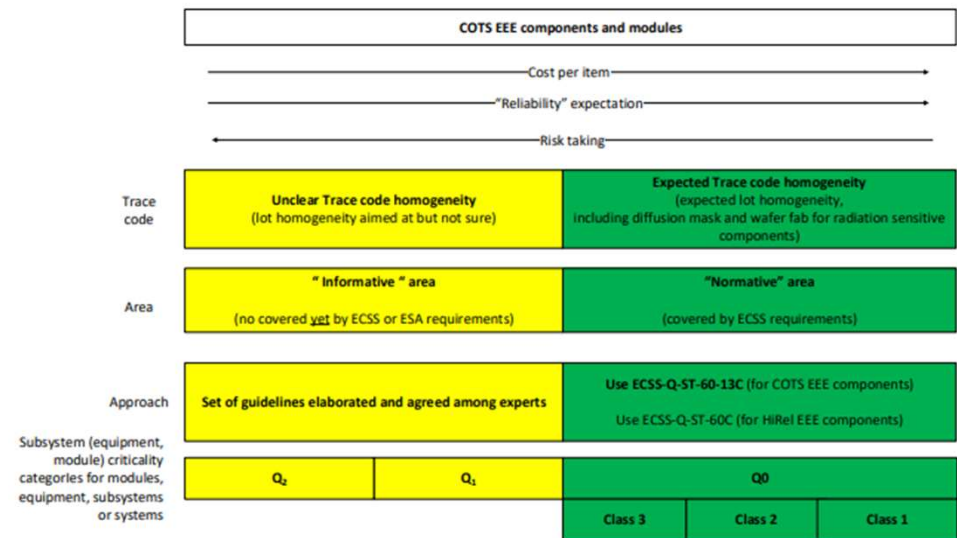 COTS EEE components and modules
Cost per item
“Reliability” expectation
Risk taking
Trace
code
Unclear Trace code homogeneity
(lot homogeneity aimed at but not sure)
Expected Trace code homogeneity
(expected lot homogeneity,
including diffusion mask and wafer fab for radiation sensitive
components)
Area
“ Informative “ area
(no covered yet by ECSS or ESA requirements)
“Normative” area
(covered by ECSS requirements)
Approach
Set of guidelines elaborated and agreed among experts
Use ECSS-Q-ST-60-13C (for COTS EEE components)
Use ECSS-Q-ST-60C (for HiRel EEE components)
Subsystem (equipment,
module) criticality
categories for modules,
equipment, subsystems
or systems
Q₂
Q₁
Q0
Class 3
Class 2
Class 1